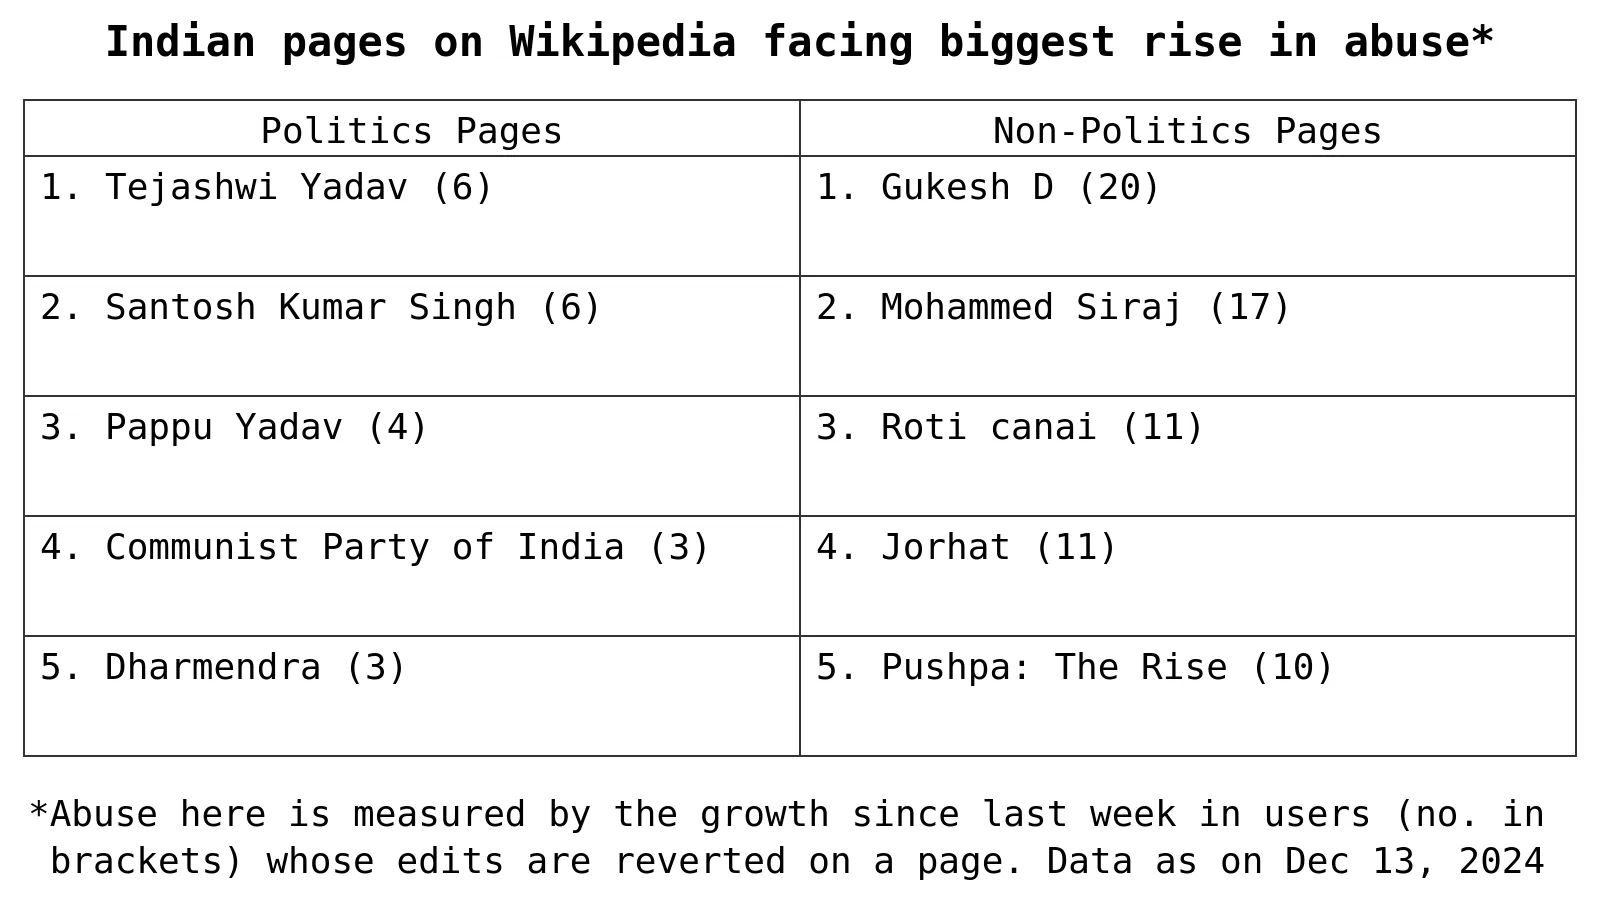 Indian pages on Wikipedia facing biggest rise in abuse*
Politics Pages
Non-Politics Pages
1. Tejashwi Yadav (6)
1. Gukesh D (20)
2. Santosh Kumar Singh (6)
2. Mohammed Siraj (17)
3. Pappu Yadav (4)
3. Roti canai (11)
4. Communist Party of India (3)
4. Jorhat (11)
5. Dharmendra (3)
5. Pushpa: The Rise (10)
*Abuse here is measured by the growth since last week in users (no. in
brackets) whose edits are reverted on a page. Data as on Dec 13, 2024